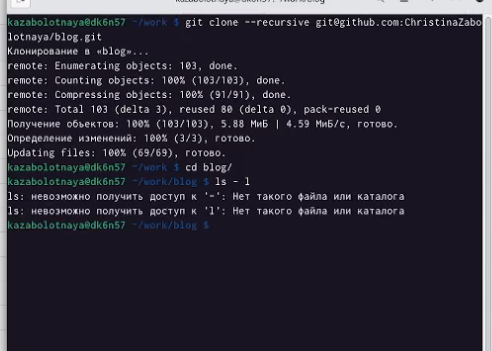 kazabolotnaya@dk6n57 ~/work $ git clone --recursive git@github.com:ChristinaZabo
lotnaya/blog.git
Клонирование в «blog»...
remote: Enumerating objects: 103, done.
remote: Counting objects: 100% (103/103), done.
remote: Compressing objects: 100% (91/91), done.
remote: Total 103 (delta 3), reused 80 (delta 0), pack-reused 0
Получение объектов: 100% (103/103), 5.88 МиБ | 4.59 МиБ/с, готово.
Определение изменений: 100% (3/3), готово.
Updating files: 100% (69/69), готово.
kazabolotnaya@dk6n57 ~/work $ cd blog/
kazabolotnaya@dk6n57 ~/work/blog $ ls - l
ls: невозможно получить доступ к '-': Нет такого файла или каталога
ls: невозможно получить доступ к 'l': Нет такого файла или каталога
kazabolotnaya@dk6n57 ~/work/blog $